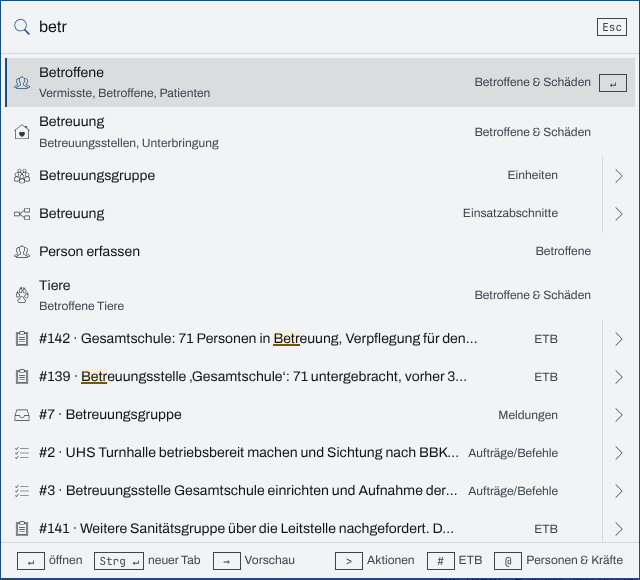 betr Esc
Betroffene
Vermisste, Betroffene, Patienten
Betroffene & Schäden ↵
Betreuung
Betreuungsstellen, Unterbringung
Betroffene & Schäden
Betreuungsgruppe Einheiten
Betreuung Einsatzabschnitte
Person erfassen Betroffene
Tiere
Betroffene Tiere
Betroffene & Schäden
#142 · Gesamtschule: 71 Personen in Betreuung, Verpflegung für den... ETB
#139 · Betreuungsstelle ‚Gesamtschule‘: 71 untergebracht, vorher 3... ETB
#7 · Betreuungsgruppe Meldungen
#2 · UHS Turnhalle betriebsbereit machen und Sichtung nach BBK... Aufträge/Befehle
#3 · Betreuungsstelle Gesamtschule einrichten und Aufnahme der... Aufträge/Befehle
#141 · Weitere Sanitätsgruppe über die Leitstelle nachgefordert. D... ETB
↵ öffnen Strg ↵ neuer Tab → Vorschau > Aktionen # ETB @ Personen & Kräfte